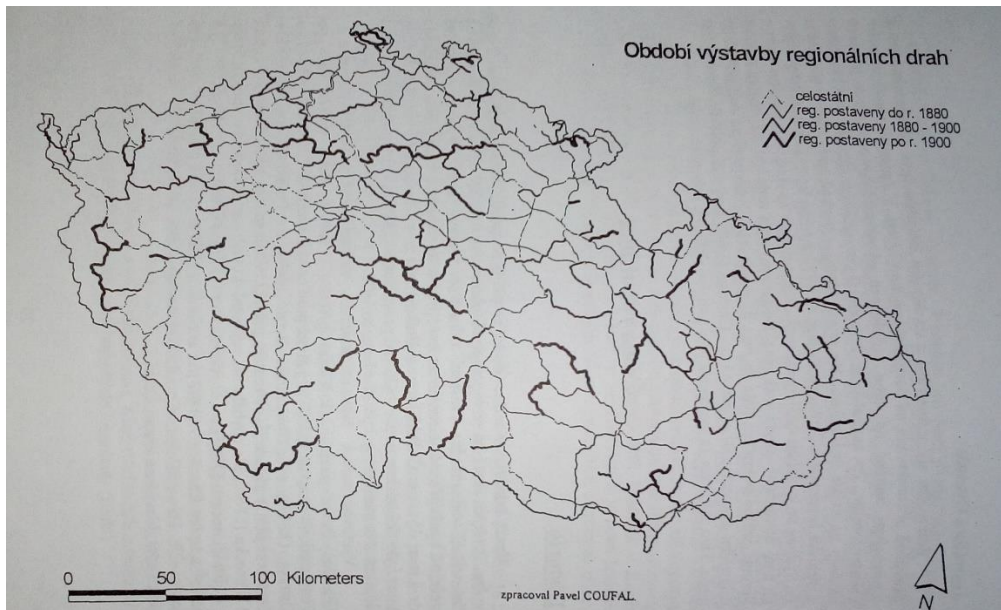 Období výstavby regionálních drah
celostátní
reg. postaveny do r. 1880
reg. postaveny 1880 - 1900
reg. postaveny po r. 1900
0 50 100 Kilometers
zpracoval Pavel COUFAL
N